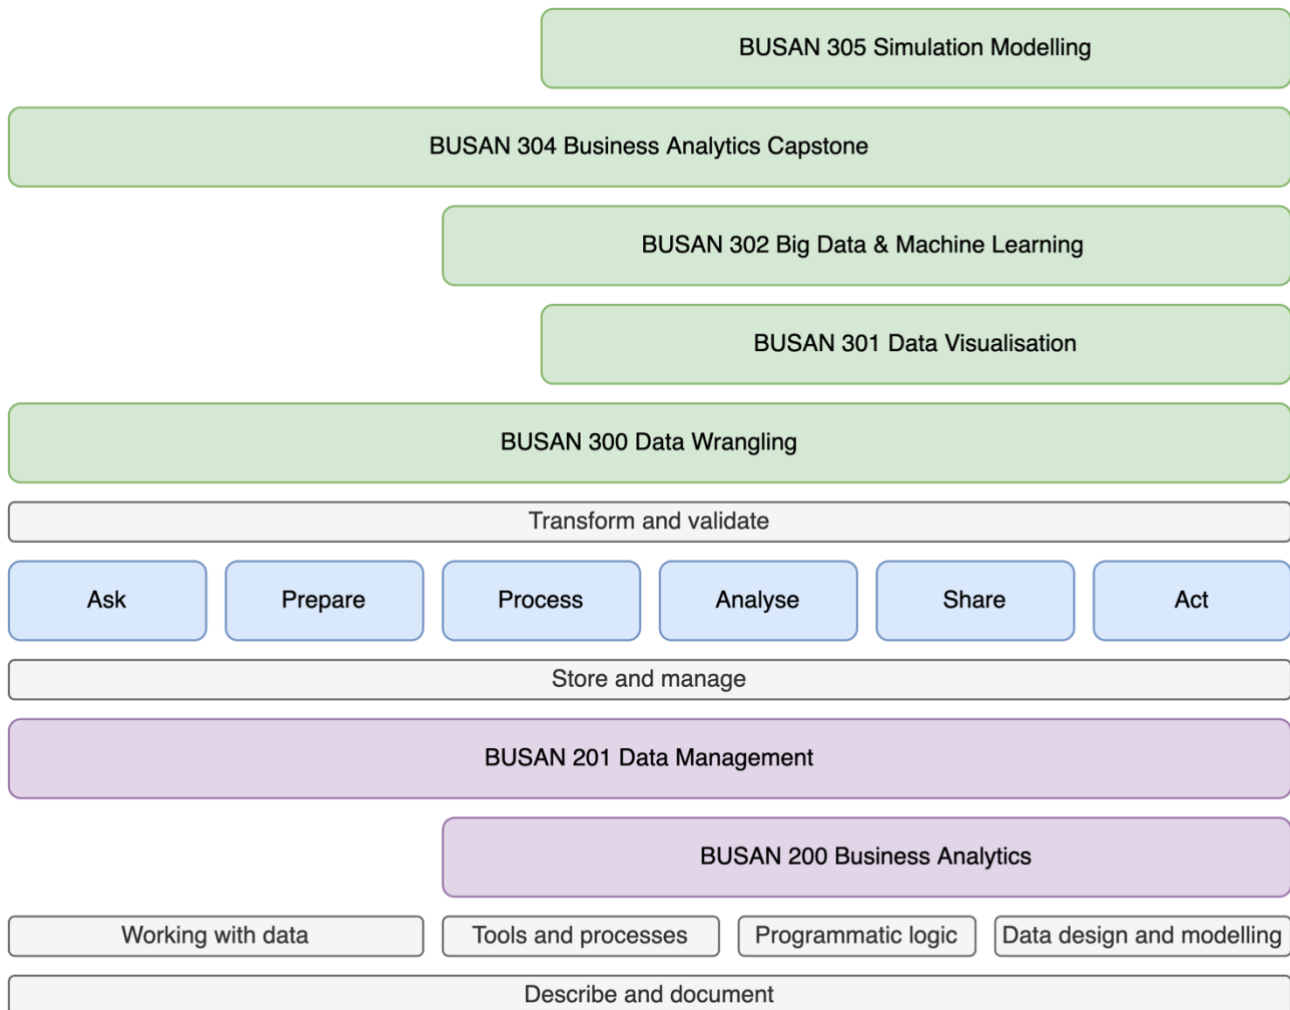 BUSAN 305 Simulation Modelling
BUSAN 304 Business Analytics Capstone
BUSAN 302 Big Data & Machine Learning
BUSAN 301 Data Visualisation
BUSAN 300 Data Wrangling
Transform and validate
Ask
Prepare
Process
Analyse
Share
Act
Store and manage
BUSAN 201 Data Management
BUSAN 200 Business Analytics
Working with data
Tools and processes
Programmatic logic
Data design and modelling
Describe and document